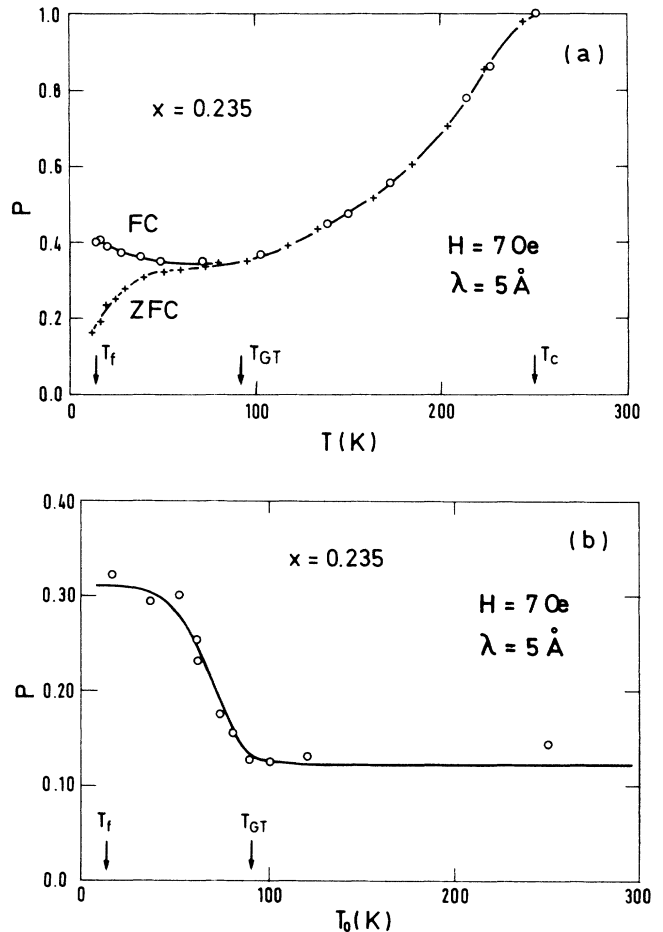 1.0
(a)
x = 0.235
0.8
0.6
P
FC
0.4
H = 7 Oe
λ = 5 Å
ZFC
0.2
T_f
T_GT
T_c
0.0
0
100
200
300
T(K)
0.40
(b)
x = 0.235
0.30
H = 7 Oe
λ = 5 Å
P
0.20
0.10
T_f
T_GT
0.0
0
100
200
300
T_0(K)